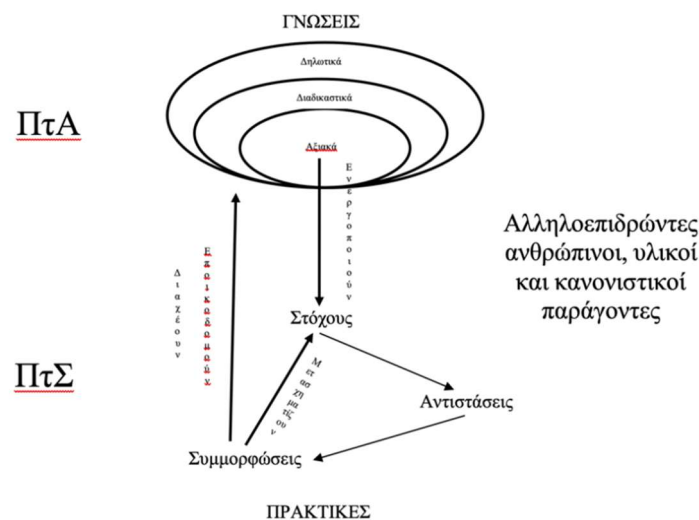 ΓΝΩΣΕΙΣ
Δηλωτικά
Διαδικαστικά
Αξιακά
ΠτΑ
Ενεργοποιούν
Αλληλοεπιδρώντες
ανθρώπινοι, υλικοί
και κανονιστικοί
παράγοντες
Διαχέουν
Εποικοδομούν
Στόχους
Μετασχηματίζουν
ΠτΣ
Αντιστάσεις
Συμμορφώσεις
ΠΡΑΚΤΙΚΕΣ